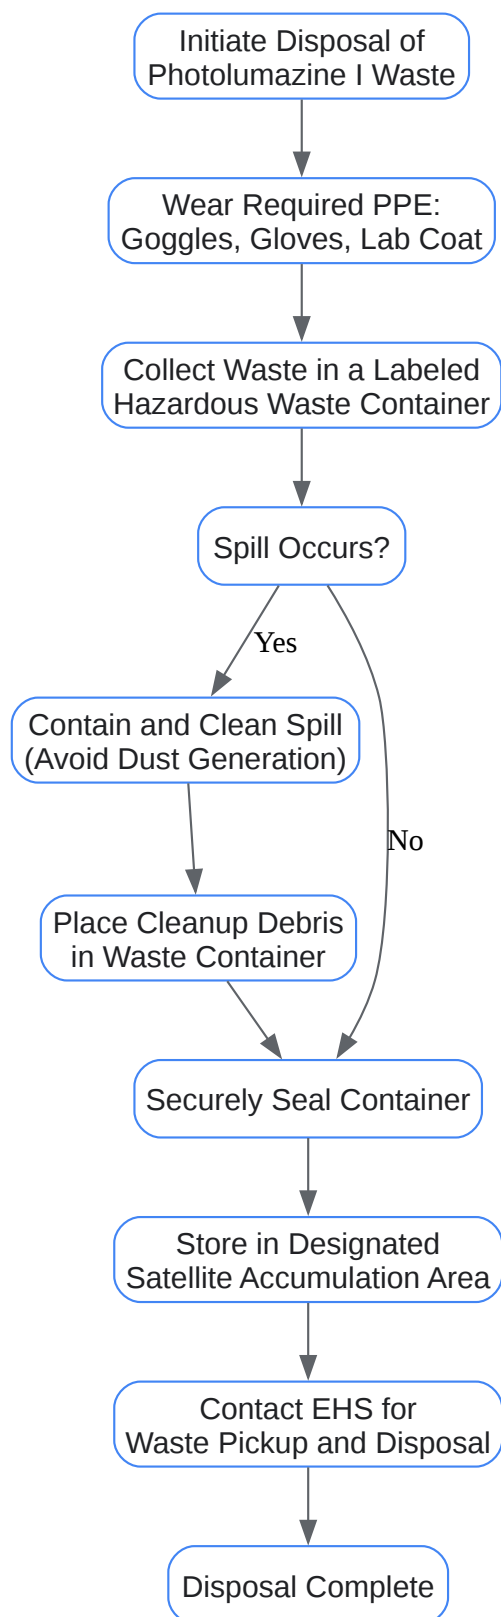 Initiate Disposal of
Photolumazine I Waste
Wear Required PPE:
Goggles, Gloves, Lab Coat
Collect Waste in a Labeled
Hazardous Waste Container
Spill Occurs?
Yes
Contain and Clean Spill
(Avoid Dust Generation)
No
Place Cleanup Debris
in Waste Container
Securely Seal Container
Store in Designated
Satellite Accumulation Area
Contact EHS for
Waste Pickup and Disposal
Disposal Complete